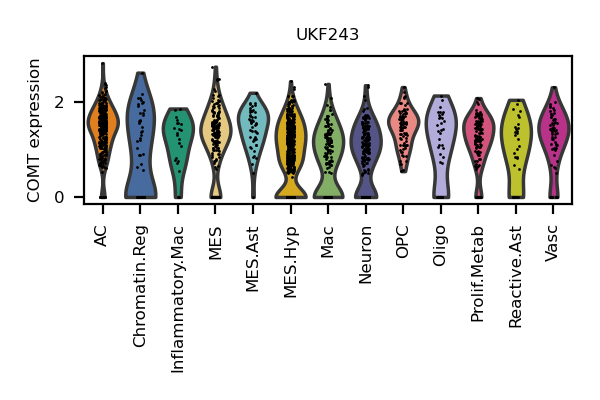 UKF243
COMT expression
2
0
AC
Chromatin.Reg
Inflammatory.Mac
MES
MES.Ast
MES.Hyp
Mac
Neuron
OPC
Oligo
Prolif.Metab
Reactive.Ast
Vasc